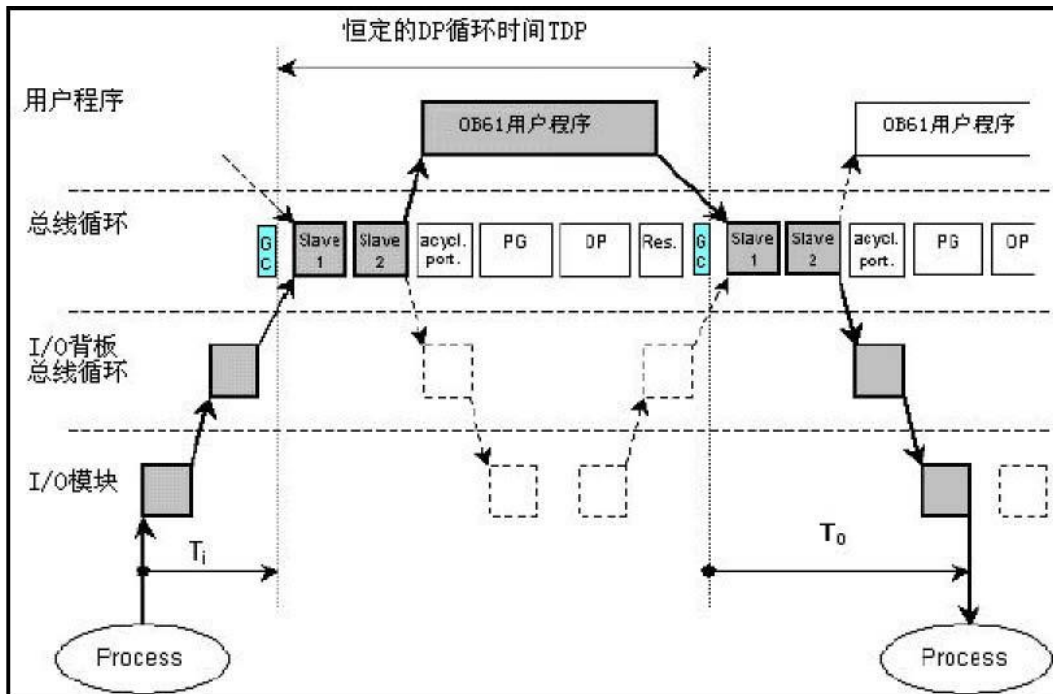 恒定的DP循环时间TDP
用户程序
OB61用户程序
OB61用户程序
总线循环
GC
Slave 1
Slave 2
acycl. port.
PG
OP
Res.
GC
Slave 1
Slave 2
acycl. port.
PG
OP
I/O背板
总线循环
I/O模块
Ti
To
Process
Process